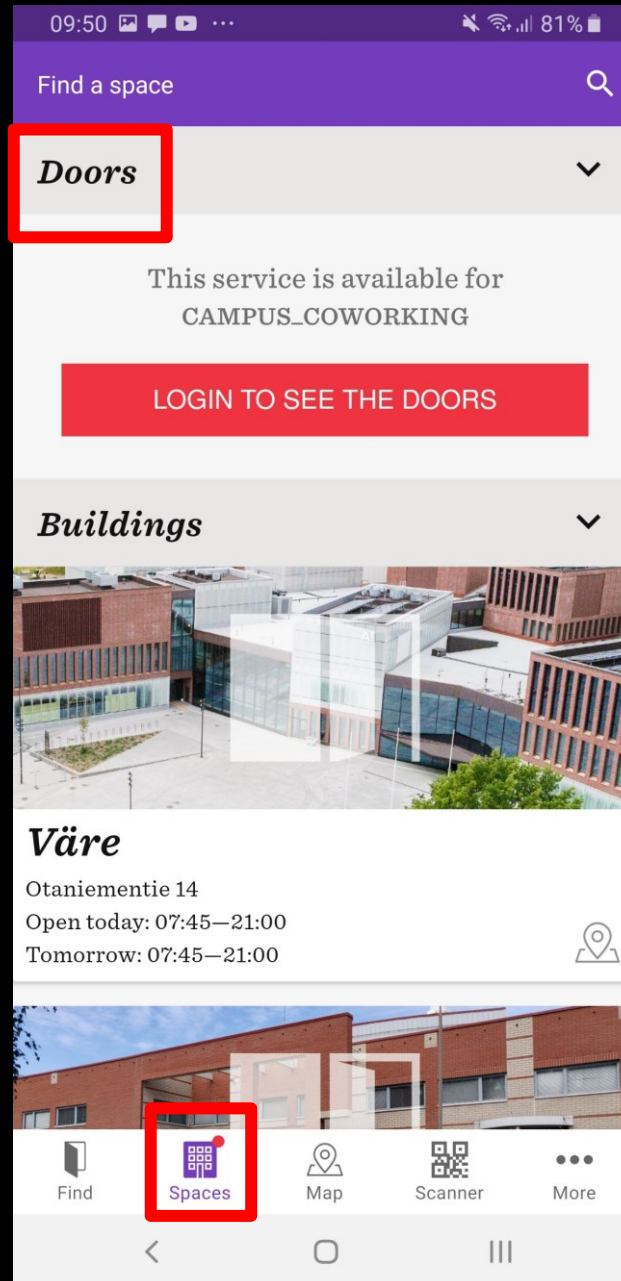 09:50 81%
Find a space
Doors
This service is available for
CAMPUS_COWORKING
LOGIN TO SEE THE DOORS
Buildings
Väre
Otaniementie 14
Open today: 07:45—21:00
Tomorrow: 07:45—21:00
Find Spaces Map Scanner More